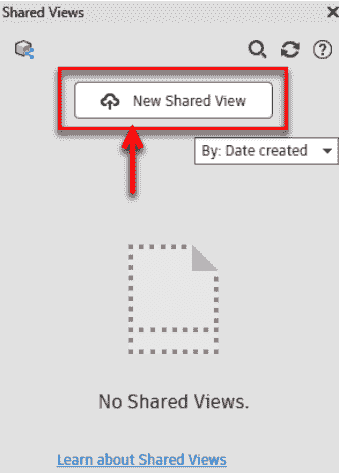 Shared Views
New Shared View
By: Date created
No Shared Views.
Learn about Shared Views